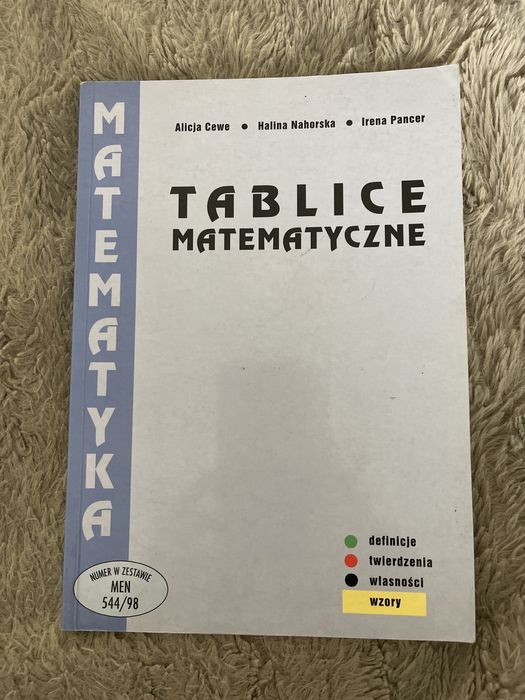 MATEMATYKA
Alicja Cewe • Halina Nahorska • Irena Pancer
TABLICE
MATEMATYCZNE
definicje
twierdzenia
własności
wzory
NUMER W ZESTAWIE
MEN
544/98